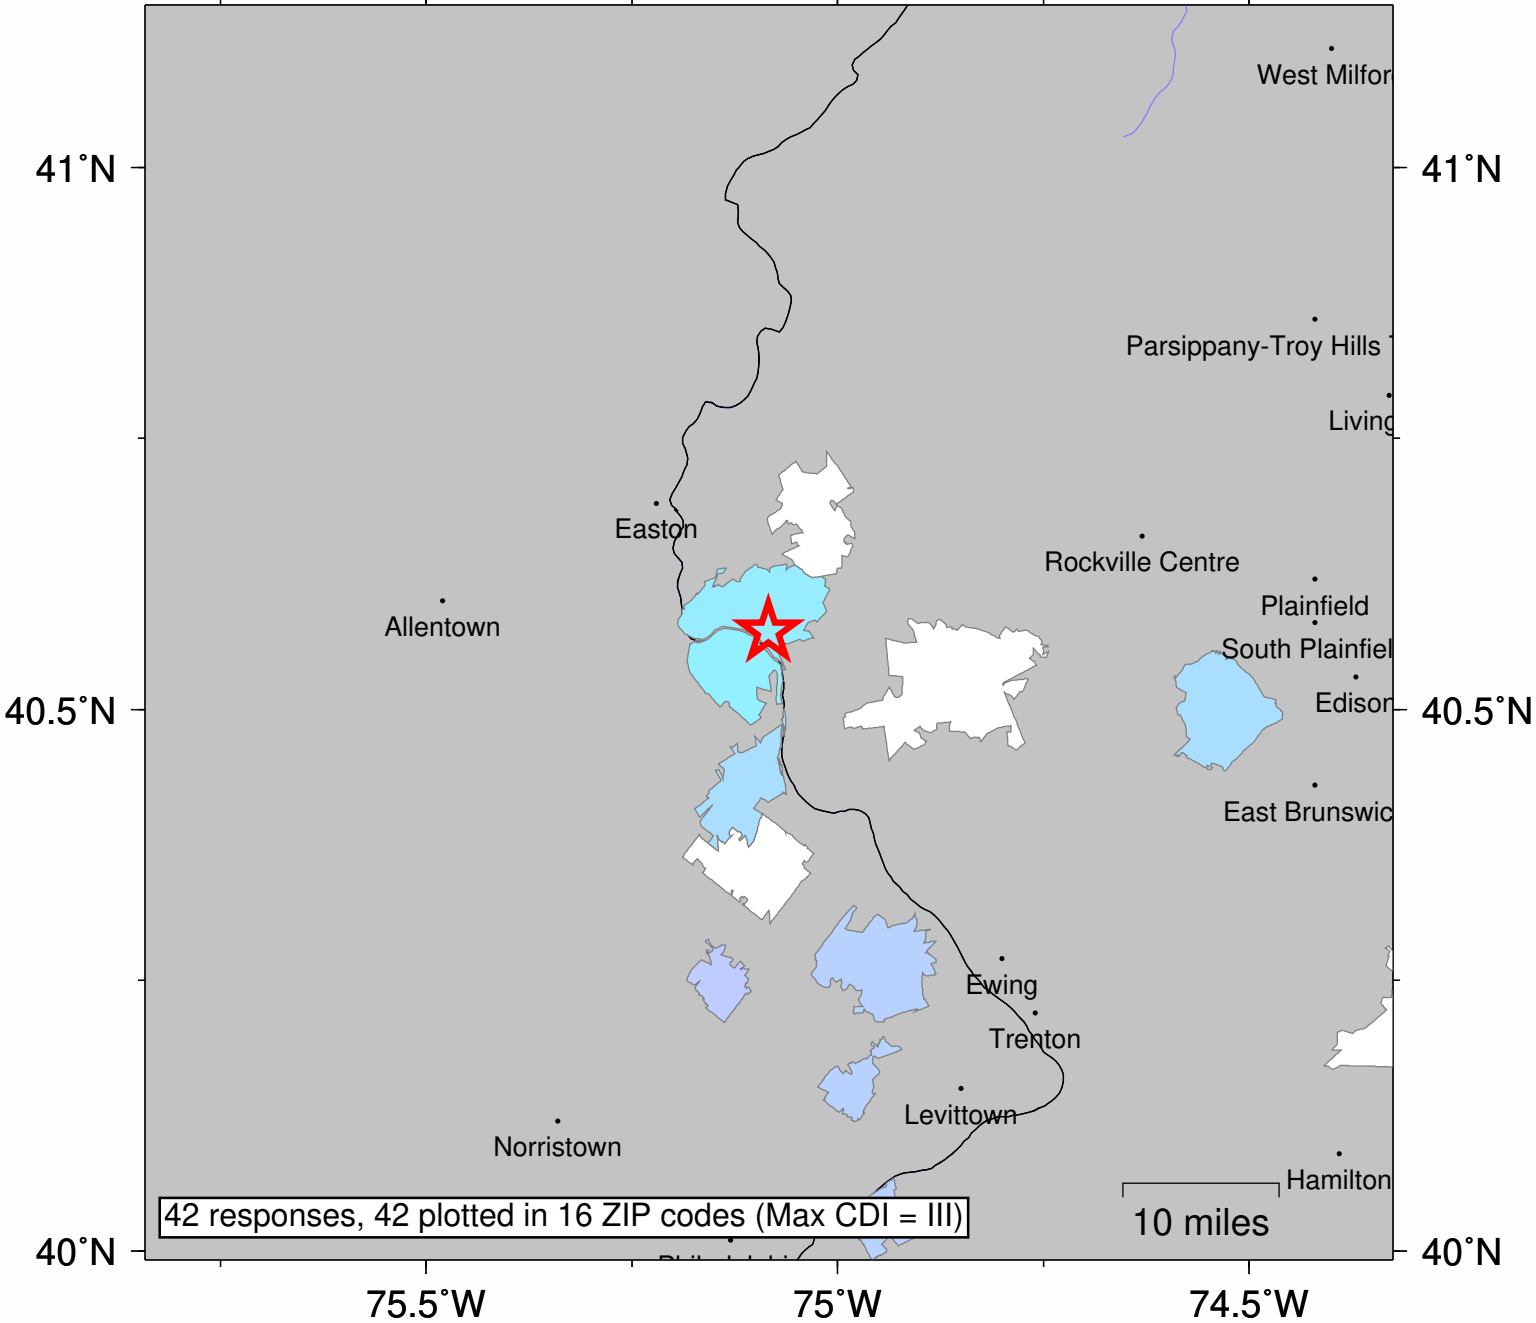 West Milfor
41˚N
41˚N
Parsippany-Troy Hills
Living
Easton
Rockville Centre
Plainfield
Allentown
South Plainfiel
Edison
40.5˚N
40.5˚N
East Brunswic
Ewing
Trenton
Levittown
Norristown
Hamilton
42 responses, 42 plotted in 16 ZIP codes (Max CDI = III)
10 miles
40˚N
40˚N
75.5˚W
75˚W
74.5˚W